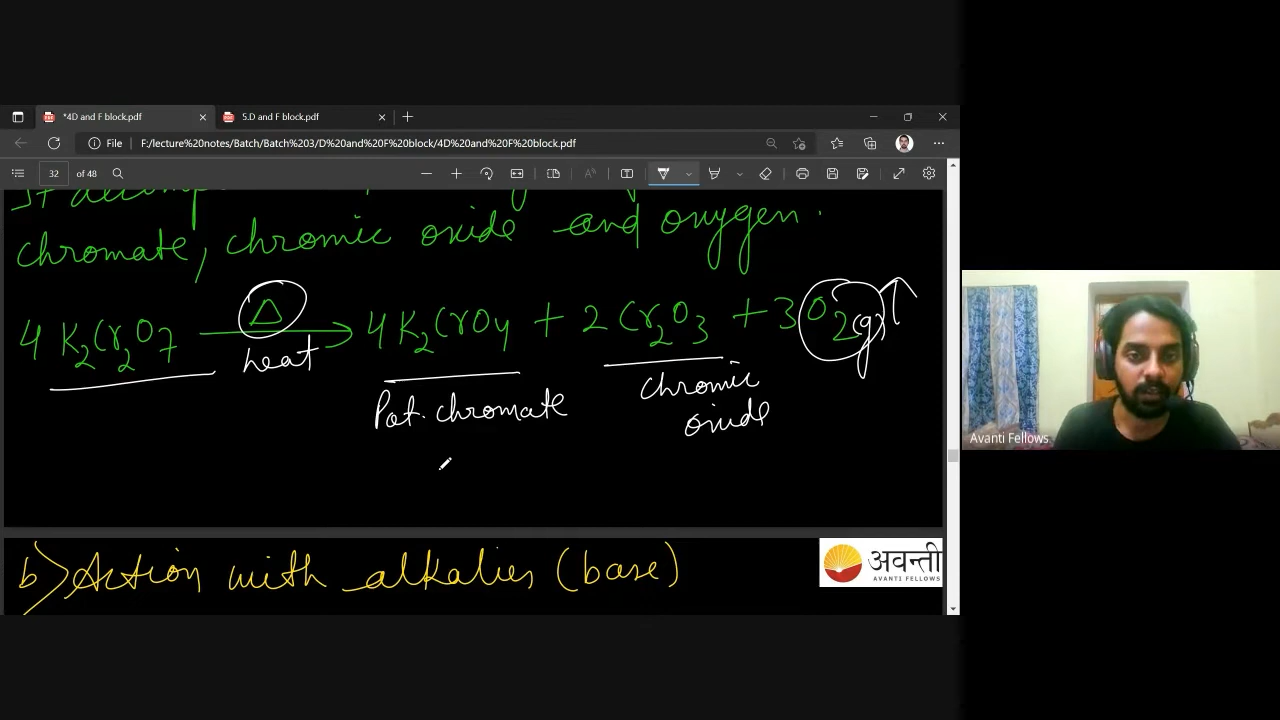 *4D and F block.pdf
5.D and F block.pdf
File
F:/lecture%20notes/Batch/Batch%203/D%20and%20F%20block/4D%20and%20F%20block.pdf
32 of 48
It
chromate, chromic oxide and oxygen.
4 K₂Cr₂O₇ → 4 K₂CrO₄ + 2 Cr₂O₃ + 3 O₂(g) ↑
Δ
heat
Pot. chromate
chromic
oxide
b) Action with alkalies (base)
अवन्ती
AVANTI FELLOWS
Avanti Fellows